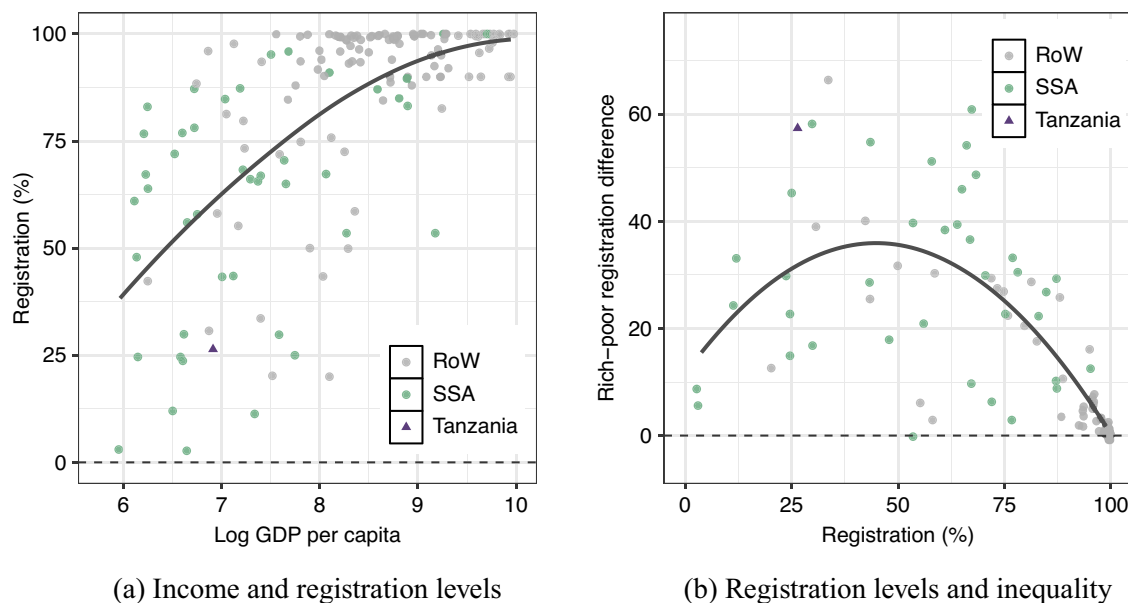 100
75
50
25
0
Registration (%)
6
7
8
9
10
Log GDP per capita
RoW
SSA
Tanzania
(a) Income and registration levels
60
40
20
0
Rich−poor registration difference
0
25
50
75
100
Registration (%)
RoW
SSA
Tanzania
(b) Registration levels and inequality